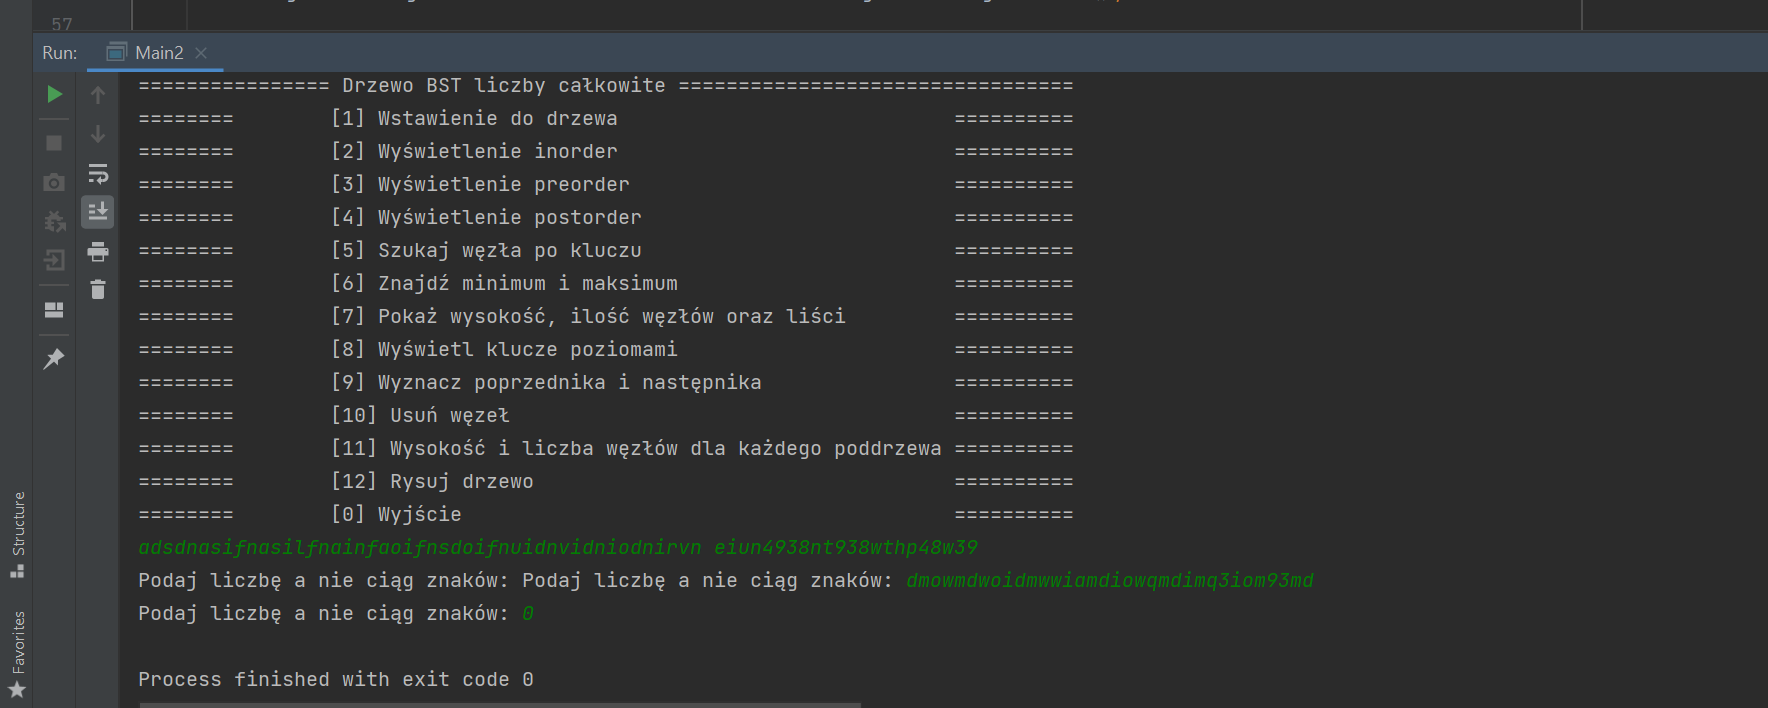 57
Run: Main2
================ Drzewo BST liczby całkowite =================================
======== [1] Wstawienie do drzewa ==========
======== [2] Wyświetlenie inorder ==========
======== [3] Wyświetlenie preorder ==========
======== [4] Wyświetlenie postorder ==========
======== [5] Szukaj węzła po kluczu ==========
======== [6] Znajdź minimum i maksimum ==========
======== [7] Pokaż wysokość, ilość węzłów oraz liści ==========
======== [8] Wyświetl klucze poziomami ==========
======== [9] Wyznacz poprzednika i następnika ==========
======== [10] Usuń węzeł ==========
======== [11] Wysokość i liczba węzłów dla każdego poddrzewa ==========
======== [12] Rysuj drzewo ==========
======== [0] Wyjście ==========
adsdnasifnasilfnainfaoifnsdoifnuidnvidniodnirvn eiun4938nt938wthp48w39
Podaj liczbę a nie ciąg znaków: Podaj liczbę a nie ciąg znaków: dmowmdwoidmwwiamdiowqmdimq3iom93md
Podaj liczbę a nie ciąg znaków: 0
Process finished with exit code 0
Structure
Favorites